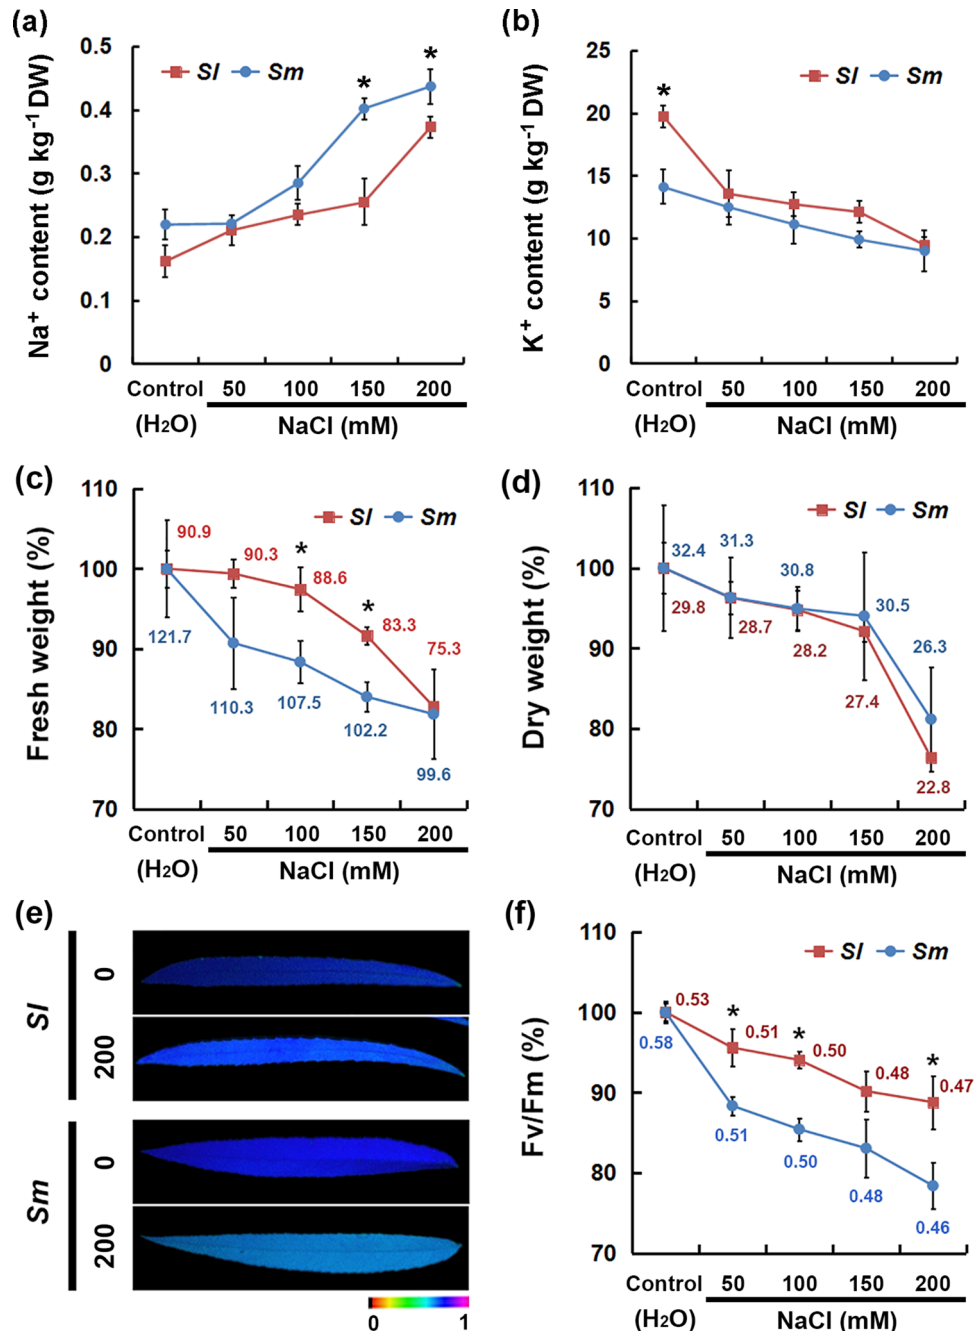 (a)
Na+ content (g kg-1 DW)
0.5
0.4
0.3
0.2
0.1
0
Sl Sm
* *
Control 50 100 150 200
(H2O) NaCl (mM)
(b)
K+ content (g kg-1 DW)
25
20
15
10
5
0
Sl Sm
*
Control 50 100 150 200
(H2O) NaCl (mM)
(c)
Fresh weight (%)
110
100
90
80
70
Sl Sm
90.9 90.3 88.6 83.3 75.3
* *
121.7 110.3 107.5 102.2 99.6
Control 50 100 150 200
(H2O) NaCl (mM)
(d)
Dry weight (%)
110
100
90
80
70
Sl Sm
32.4 31.3 30.8 30.5 26.3
29.8 28.7 28.2 27.4 22.8
Control 50 100 150 200
(H2O) NaCl (mM)
(e)
Sl
0
200
Sm
0
200
0 1
(f)
Fv/Fm (%)
110
100
90
80
70
Sl Sm
0.53 0.51 0.50 0.48 0.47
* * *
0.58 0.51 0.50 0.48 0.46
Control 50 100 150 200
(H2O) NaCl (mM)